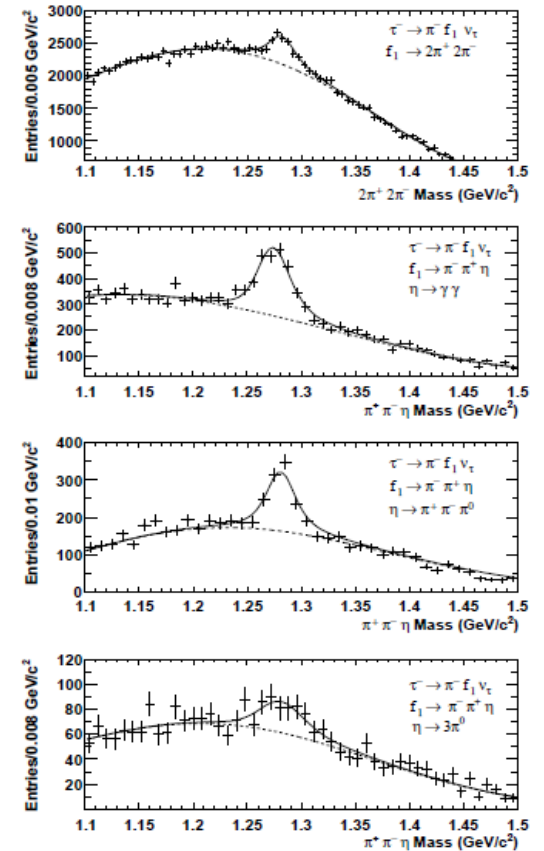 Entries/0.005 GeV/c²
3000
2500
2000
1500
1000
τ⁻ → π⁻ f₁ ν_τ
f₁ → 2π⁺ 2π⁻
1.1 1.15 1.2 1.25 1.3 1.35 1.4 1.45 1.5
2π⁺ 2π⁻ Mass (GeV/c²)
Entries/0.008 GeV/c²
600
500
400
300
200
100
τ⁻ → π⁻ f₁ ν_τ
f₁ → π⁻ π⁺ η
η → γ γ
1.1 1.15 1.2 1.25 1.3 1.35 1.4 1.45 1.5
π⁺ π⁻ η Mass (GeV/c²)
Entries/0.01 GeV/c²
400
300
200
100
0
τ⁻ → π⁻ f₁ ν_τ
f₁ → π⁻ π⁺ η
η → π⁺ π⁻ π⁰
1.1 1.15 1.2 1.25 1.3 1.35 1.4 1.45 1.5
π⁺ π⁻ η Mass (GeV/c²)
Entries/0.008 GeV/c²
120
100
80
60
40
20
τ⁻ → π⁻ f₁ ν_τ
f₁ → π⁻ π⁺ η
η → 3π⁰
1.1 1.15 1.2 1.25 1.3 1.35 1.4 1.45 1.5
π⁺ π⁻ η Mass (GeV/c²)